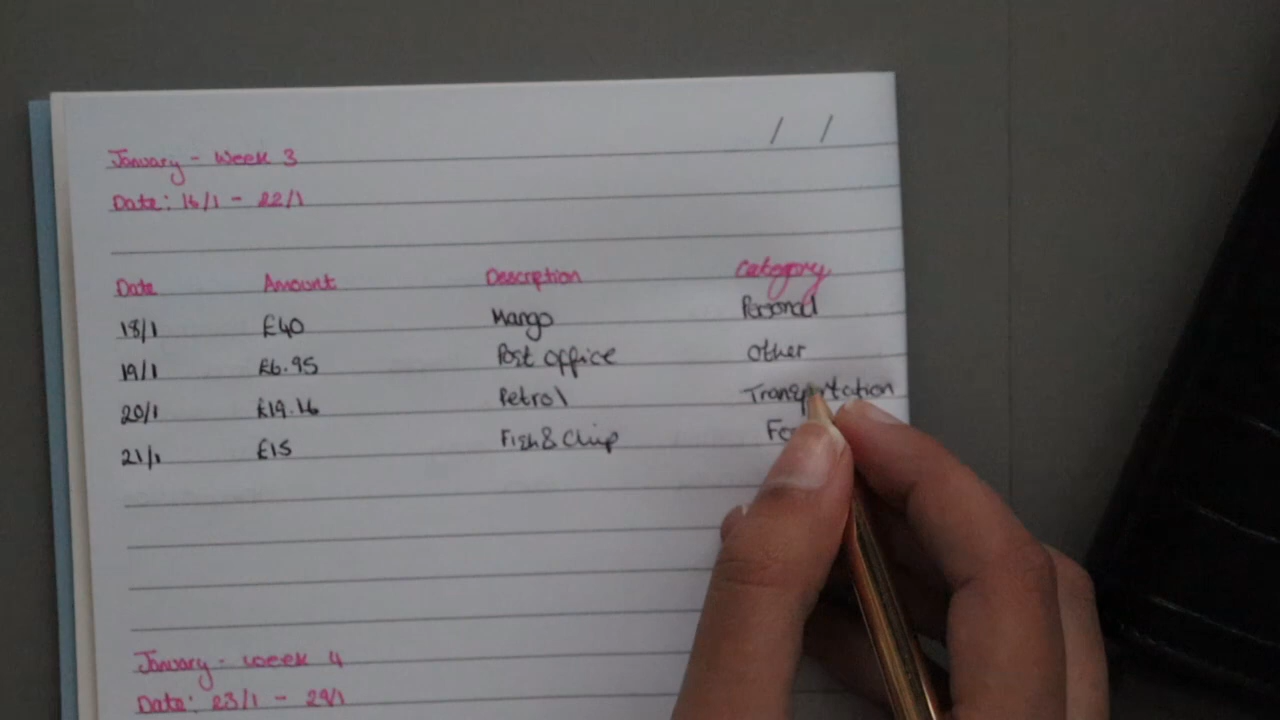 / /
January - Week 3
Date: 16/1 - 22/1
Date Amount Description Category
18/1 £40 Mango Personal
19/1 £6.95 Post office Other
20/1 £19.16 Petrol Transportation
21/1 £15 Fish & Chip
January - Week 4
Date: 23/1 - 29/1